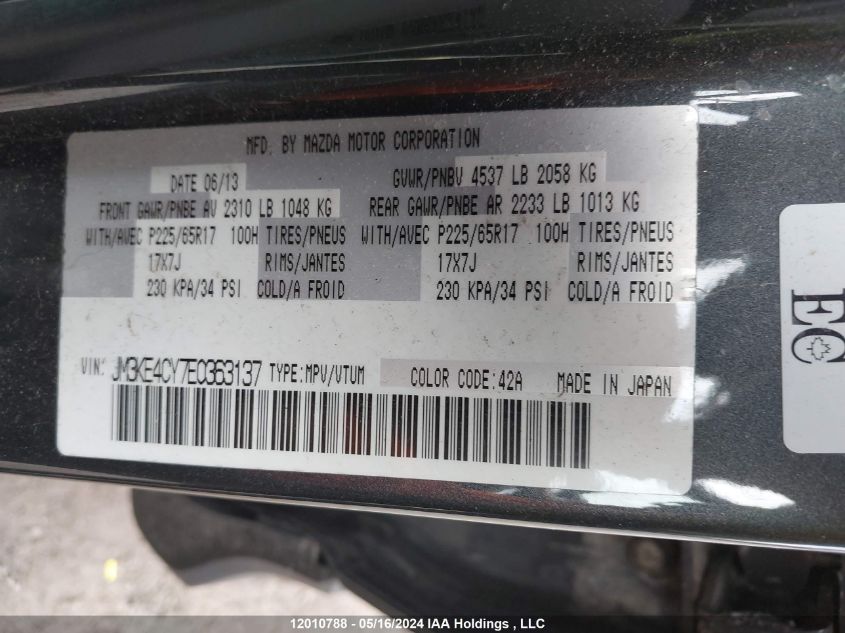 MFD. BY MAZDA MOTOR CORPORATION
DATE 06/13 GVWR/PNBV 4537 LB 2058 KG
FRONT GAWR/PNBE AV 2310 LB 1048 KG REAR GAWR/PNBE AR 2233 LB 1013 KG
WITH/AVEC P225/65R17 100H TIRES/PNEUS WITH/AVEC P225/65R17 100H TIRES/PNEUS
17X7J RIMS/JANTES 17X7J RIMS/JANTES
230 KPA/34 PSI COLD/A FROID 230 KPA/34 PSI COLD/A FROID
VIN: JM3KE4CY7E0363137 TYPE:MPV/VTUM COLOR CODE:42A MADE IN JAPAN
EC
12010788 - 05/16/2024 IAA Holdings , LLC